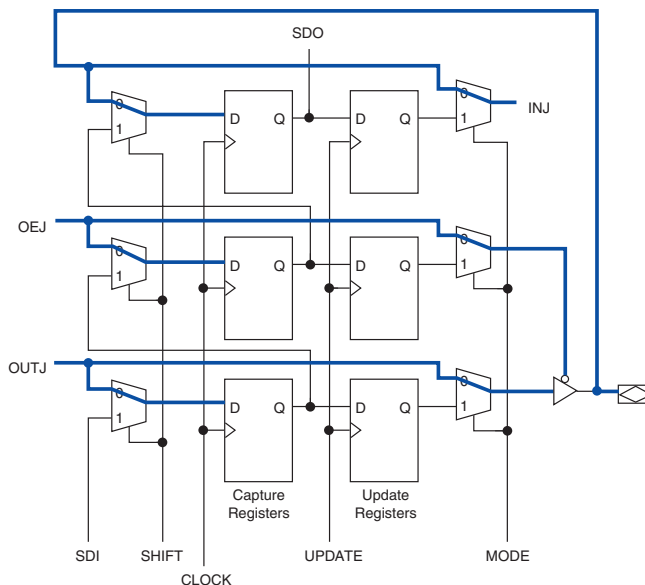 SDO
0
1
D Q
D Q
0
1
INJ
OEJ
0
1
D Q
D Q
0
1
OUTJ
0
1
D Q
D Q
0
1
Capture
Registers
Update
Registers
SDI
SHIFT
CLOCK
UPDATE
MODE